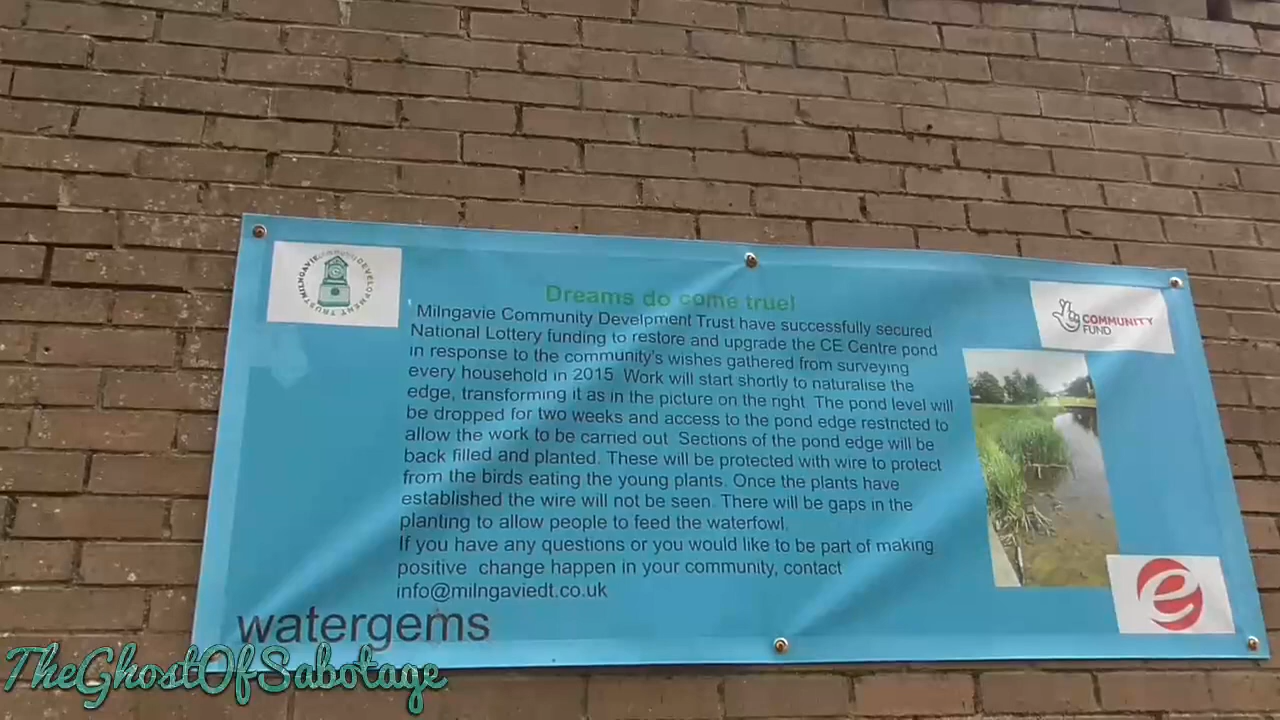 Dreams do come true!
Milngavie Community Develpment Trust have successfully secured
National Lottery funding to restore and upgrade the CE Centre pond
in response to the community's wishes gathered from surveying
every household in 2015 Work will start shortly to naturalise the
edge, transforming it as in the picture on the right The pond level will
be dropped for two weeks and access to the pond edge restricted to
allow the work to be carried out Sections of the pond edge will be
back filled and planted. These will be protected with wire to protect
from the birds eating the young plants. Once the plants have
established the wire will not be seen. There will be gaps in the
planting to allow people to feed the waterfowl.
If you have any questions or you would like to be part of making
positive change happen in your community, contact
info@milngaviedt.co.uk
watergems
MILNGAVIE COMMUNITY DEVELOPMENT TRUST
COMMUNITY
FUND
e
TheGhostOfSabotage